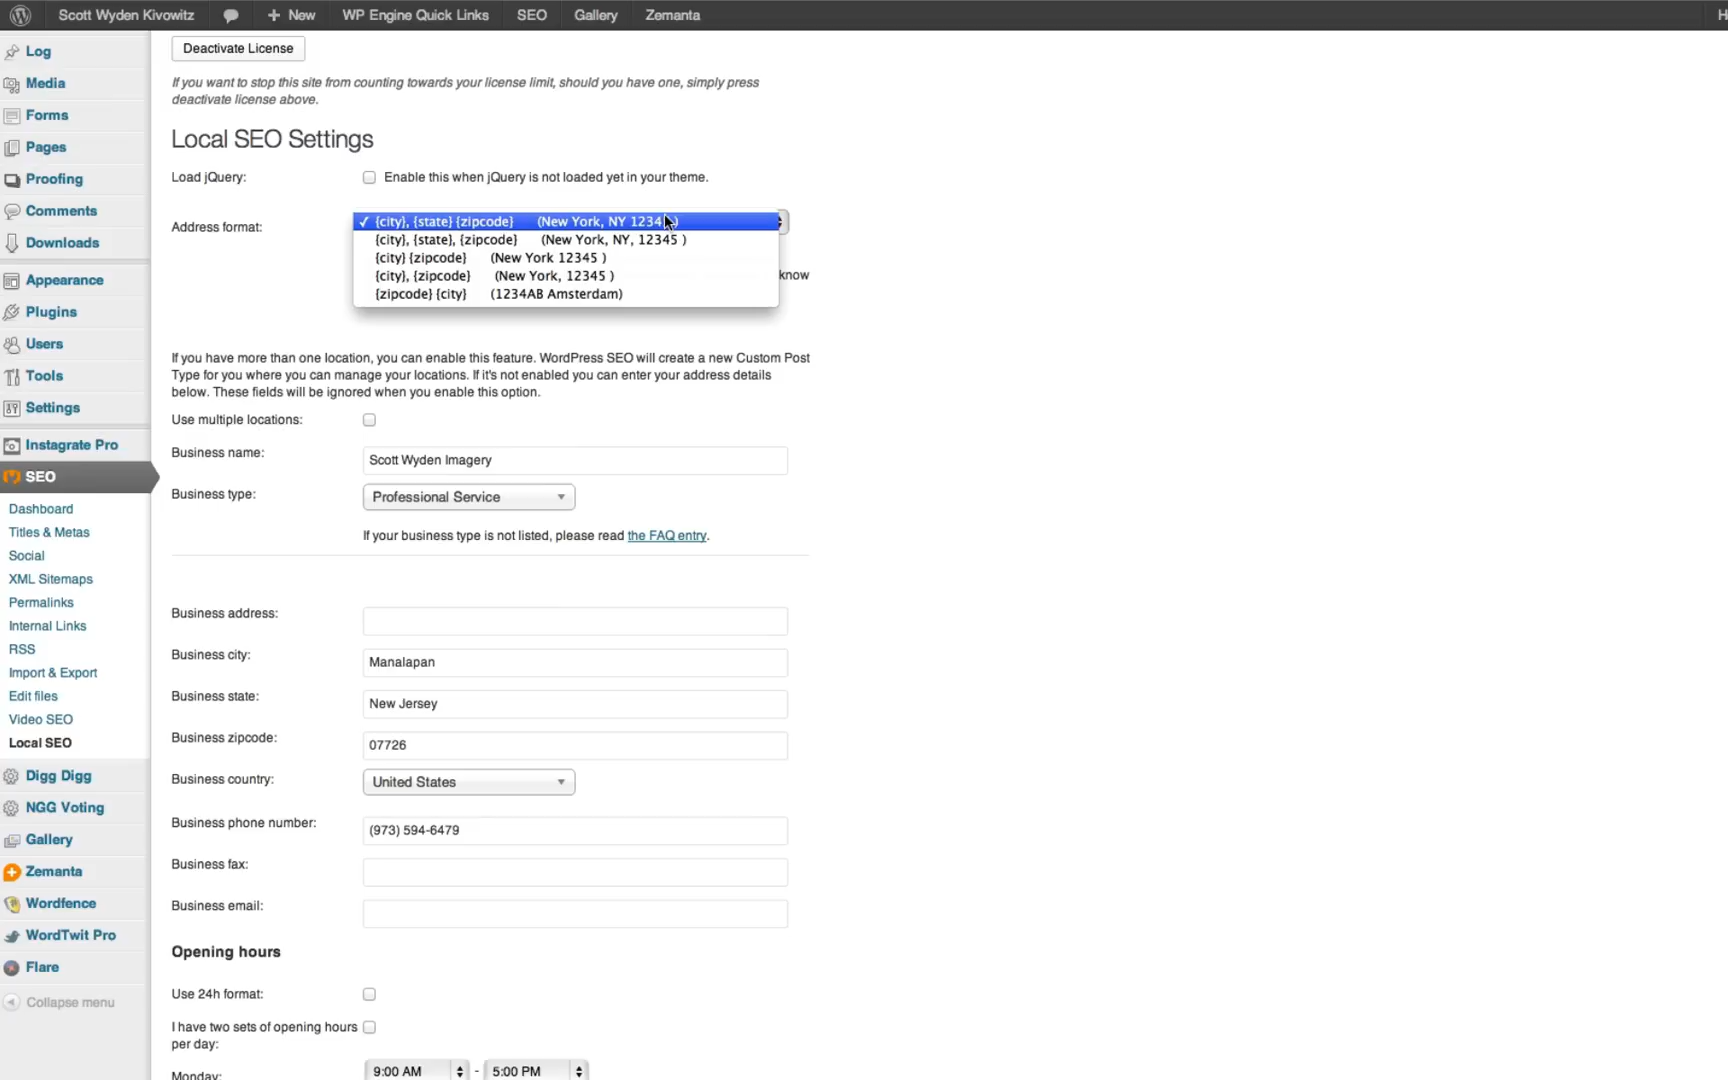 Scott Wyden Kivowitz
New
WP Engine Quick Links
SEO
Gallery
Zemanta
H
Log
Media
Forms
Pages
Proofing
Comments
Downloads
Appearance
Plugins
Users
Tools
Settings
Instagrate Pro
SEO
Dashboard
Titles & Metas
Social
XML Sitemaps
Permalinks
Internal Links
RSS
Import & Export
Edit files
Video SEO
Local SEO
Digg Digg
NGG Voting
Gallery
Zemanta
Wordfence
WordTwit Pro
Flare
Collapse menu
Deactivate License
If you want to stop this site from counting towards your license limit, should you have one, simply press
deactivate license above.
Local SEO Settings
Load jQuery:
Enable this when jQuery is not loaded yet in your theme.
Address format:
{city}, {state} {zipcode} (New York, NY 1234 )
{city}, {state}, {zipcode} (New York, NY, 12345 )
{city} {zipcode} (New York 12345 )
{city}, {zipcode} (New York, 12345 )
{zipcode} {city} (1234AB Amsterdam)
know
If you have more than one location, you can enable this feature. WordPress SEO will create a new Custom Post
Type for you where you can manage your locations. If it's not enabled you can enter your address details
below. These fields will be ignored when you enable this option.
Use multiple locations:
Business name:
Scott Wyden Imagery
Business type:
Professional Service
If your business type is not listed, please read the FAQ entry.
Business address:
Business city:
Manalapan
Business state:
New Jersey
Business zipcode:
07726
Business country:
United States
Business phone number:
(973) 594-6479
Business fax:
Business email:
Opening hours
Use 24h format:
I have two sets of opening hours
per day:
Monday:
9:00 AM - 5:00 PM